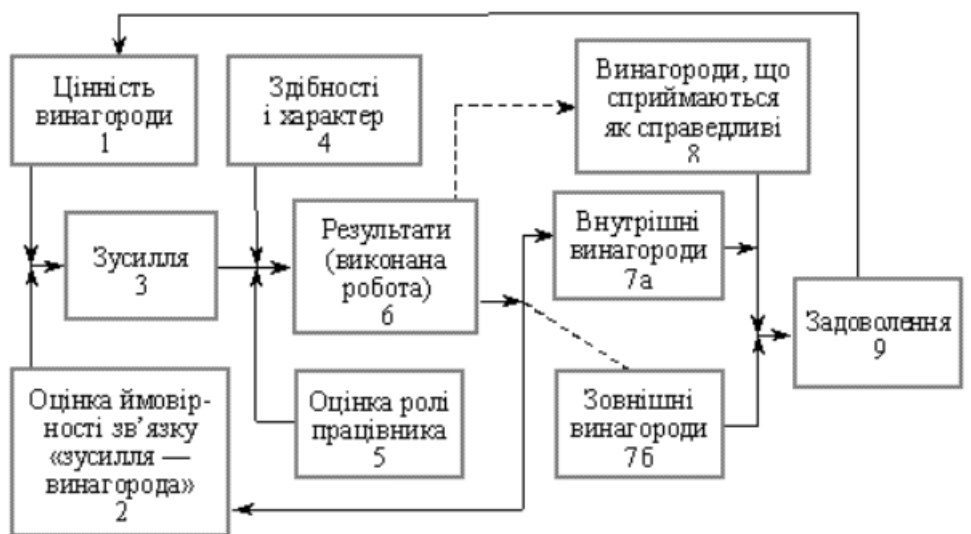 Цінність
винагороди
1
Здібності
і характер
4
Винагороди, що
сприймаються
як справедливі
8
Зусилля
3
Результати
(виконана
робота)
6
Внутрішні
винагороди
7а
Задоволення
9
Оцінка ймовір-
ності зв’язку
«зусилля —
винагорода»
2
Оцінка ролі
працівника
5
Зовнішні
винагороди
7б